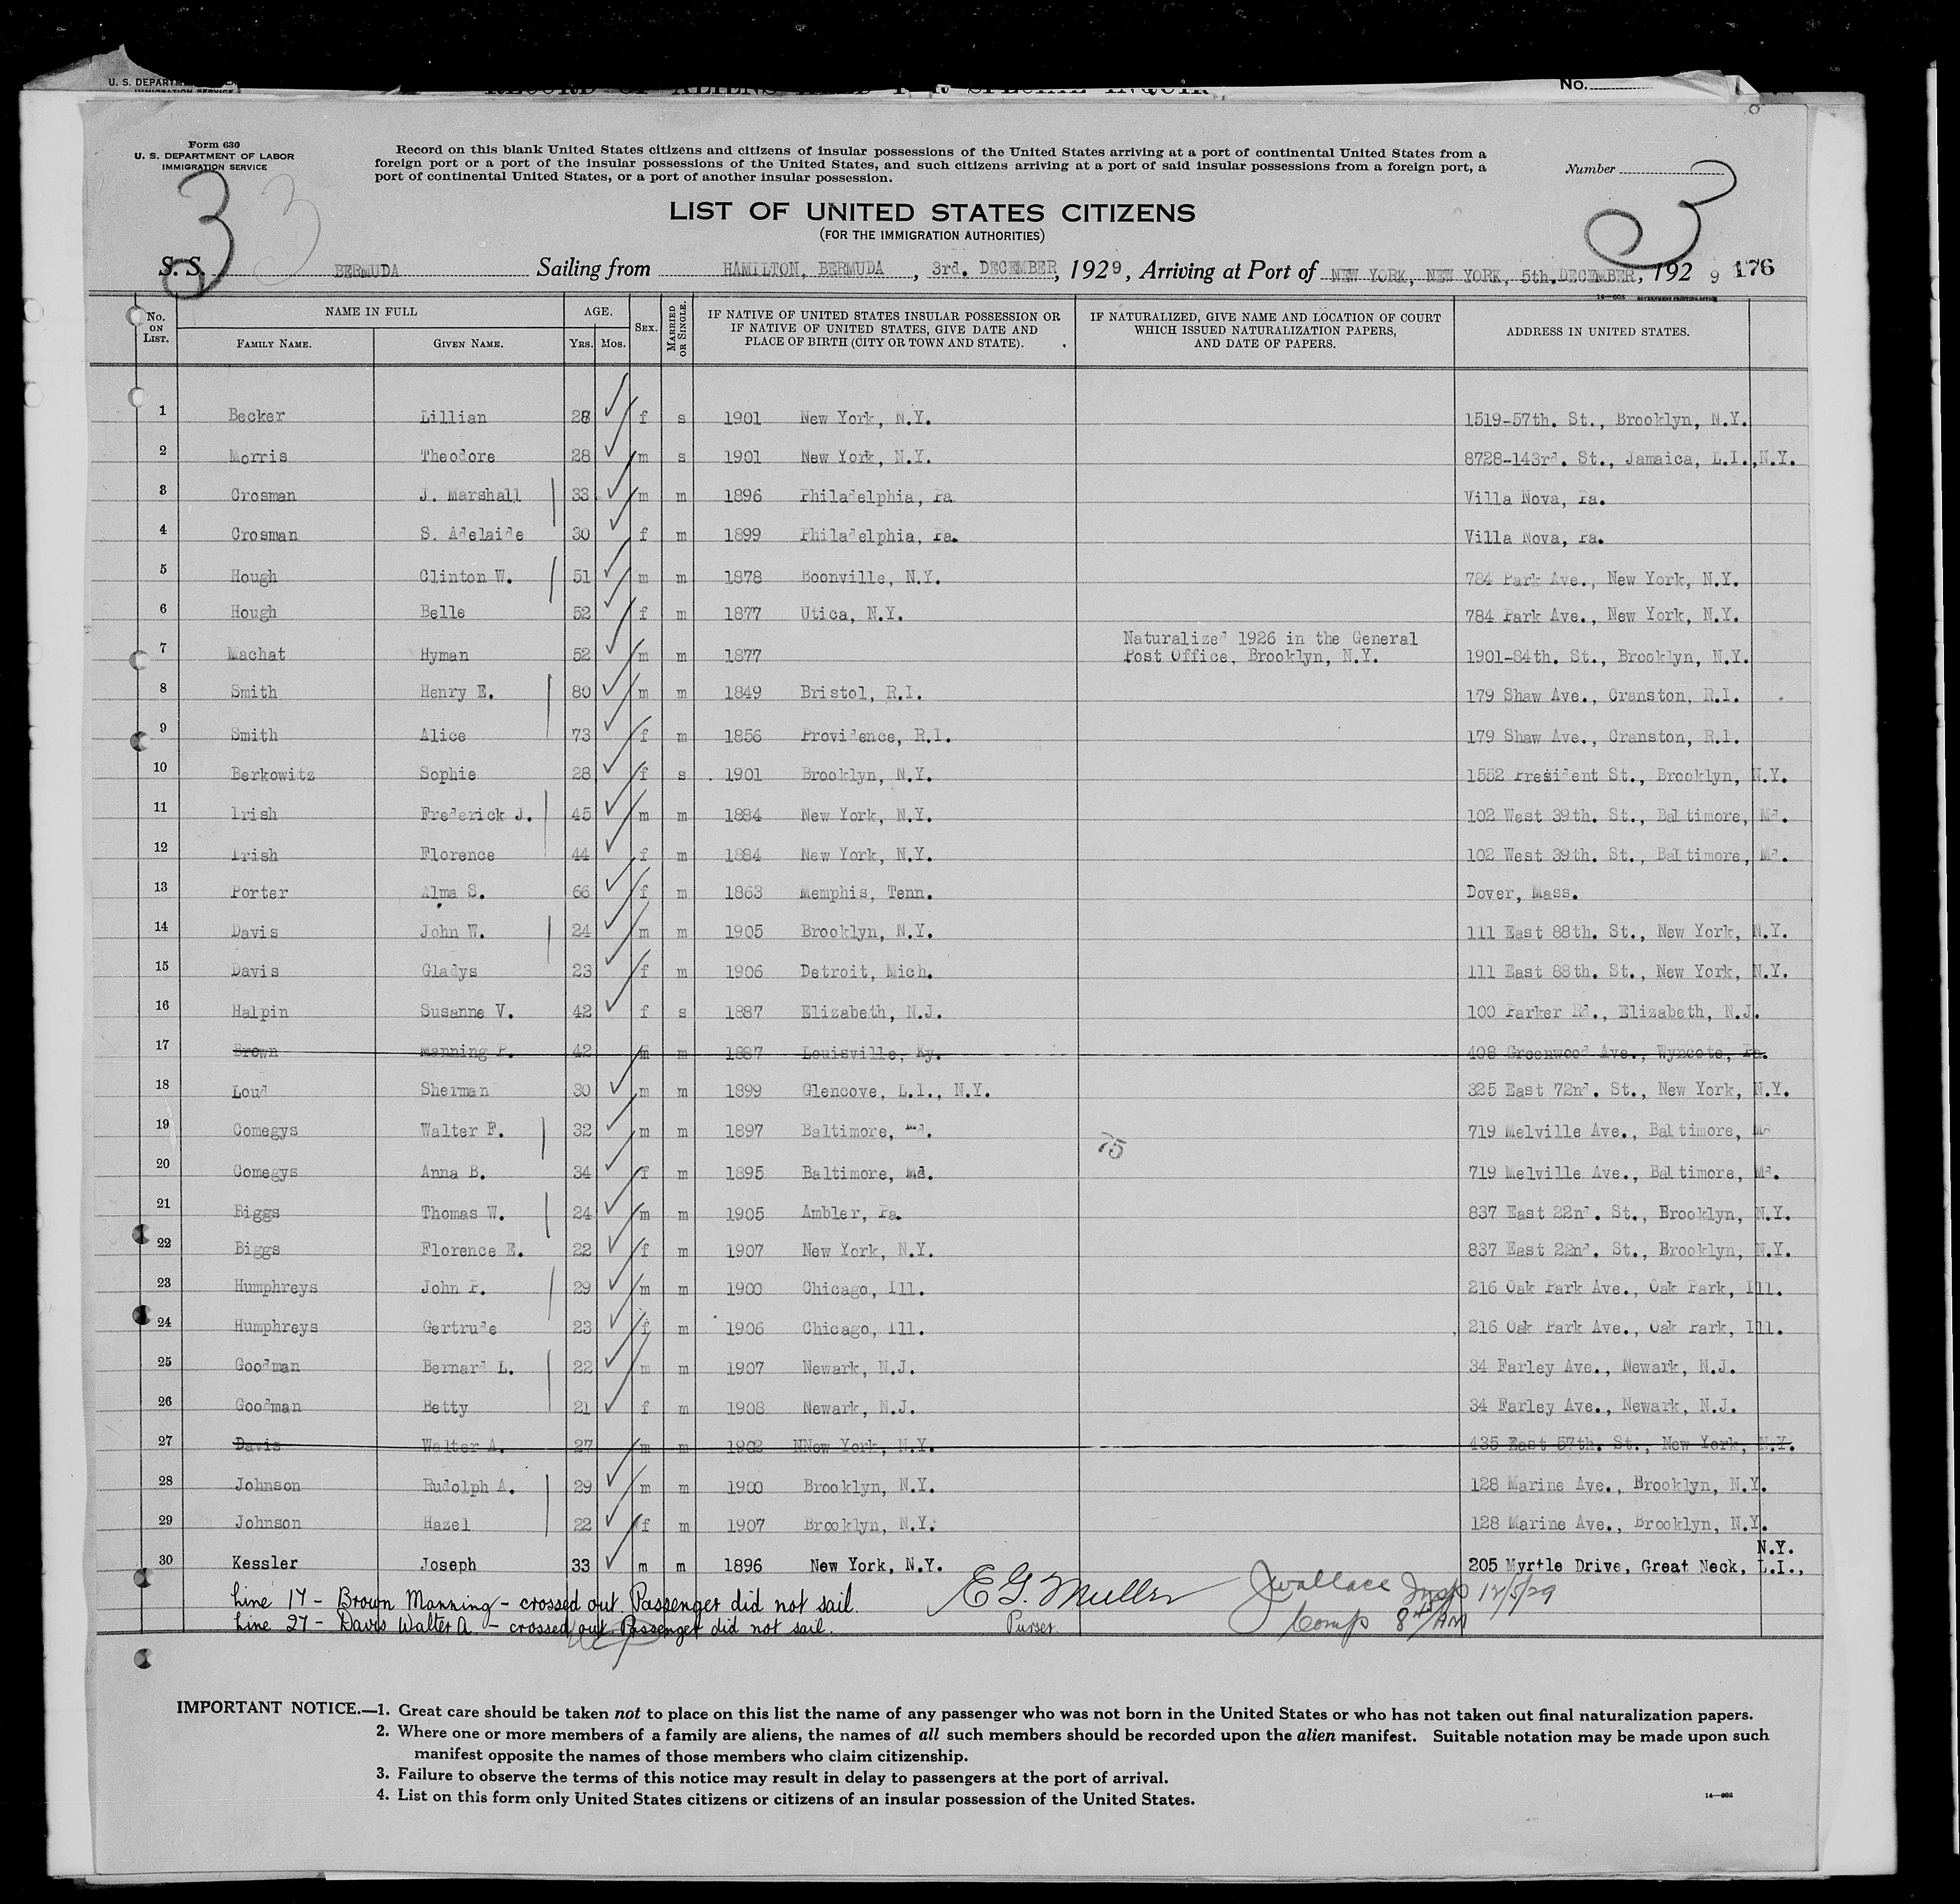 U. S. DEPARTM
IMMIGRATION SERVICE
RECORD OF ALIENS HELD FOR SPECIAL INQUIR
No.
Form 630
U. S. DEPARTMENT OF LABOR
IMMIGRATION SERVICE
Record on this blank United States citizens and citizens of insular possessions of the United States arriving at a port of continental United States from a
foreign port or a port of the insular possessions of the United States, and such citizens arriving at a port of said insular possessions from a foreign port, a
port of continental United States, or a port of another insular possession.
Number
3 3
3
LIST OF UNITED STATES CITIZENS
(FOR THE IMMIGRATION AUTHORITIES)
S. S. BERMUDA Sailing from HAMILTON, BERMUDA , 3rd. DECEMBER, 1929, Arriving at Port of NEW YORK, NEW YORK, 5th.DECEMBER, 192 9 176
14—608 GOVERNMENT PRINTING OFFICE
No. ON LIST. NAME IN FULL FAMILY NAME. GIVEN NAME. AGE. Yrs. Mos. SEX. MARRIED OR SINGLE. IF NATIVE OF UNITED STATES INSULAR POSSESSION OR IF NATIVE OF UNITED STATES, GIVE DATE AND PLACE OF BIRTH (CITY OR TOWN AND STATE). IF NATURALIZED, GIVE NAME AND LOCATION OF COURT WHICH ISSUED NATURALIZATION PAPERS, AND DATE OF PAPERS. ADDRESS IN UNITED STATES.
1 Becker Lillian 28 f s 1901 New York, N.Y. 1519-57th. St., Brooklyn, N.Y.
2 Morris Theodore 28 m s 1901 New York, N.Y. 8728-143rd. St., Jamaica, L.I.,N.Y.
3 Crosman J. Marshall 33 m m 1896 Philadelphia, Pa Villa Nova, Pa.
4 Crosman S. Adelaide 30 f m 1899 Philadelphia, Pa. Villa Nova, Pa.
5 Hough Clinton W. 51 m m 1878 Boonville, N.Y. 784 Park Ave., New York, N.Y.
6 Hough Belle 52 f m 1877 Utica, N.Y. 784 Park Ave., New York, N.Y.
7 Machat Hyman 52 m m 1877 Naturalized 1926 in the General Post Office, Brooklyn, N.Y. 1901-84th. St., Brooklyn, N.Y.
8 Smith Henry E. 80 m m 1849 Bristol, R.I. 179 Shaw Ave., Cranston, R.I.
9 Smith Alice 73 f m 1856 Providence, R.I. 179 Shaw Ave., Cranston, R.I.
10 Berkowitz Sophie 28 f s 1901 Brooklyn, N.Y. 1552 President St., Brooklyn, N.Y.
11 Irish Frederick J. 45 m m 1884 New York, N.Y. 102 West 39th. St., Baltimore, Md.
12 Irish Florence 44 f m 1884 New York, N.Y. 102 West 39th. St., Baltimore, Md.
13 Porter Alma S. 66 f m 1863 Memphis, Tenn. Dover, Mass.
14 Davis John W. 24 m m 1905 Brooklyn, N.Y. 111 East 88th. St., New York, N.Y.
15 Davis Gladys 23 f m 1906 Detroit, Mich. 111 East 88th. St., New York, N.Y.
16 Halpin Susanne V. 42 f s 1887 Elizabeth, N.J. 100 Parker Rd., Elizabeth, N.J.
17 Brown Manning P. 42 m m 1887 Louisville, Ky. 408 Greenwood Ave., Wyncote, Pa.
18 Loud Sherman 30 m m 1899 Glencove, L.I., N.Y. 325 East 72nd. St., New York, N.Y.
19 Comegys Walter F. 32 m m 1897 Baltimore, Md. 75 719 Melville Ave., Baltimore, Md
20 Comegys Anna B. 34 f m 1895 Baltimore, Md. 719 Melville Ave., Baltimore, Md.
21 Biggs Thomas W. 24 m m 1905 Ambler, Pa. 837 East 22nd. St., Brooklyn, N.Y.
22 Biggs Florence E. 22 f m 1907 New York, N.Y. 837 East 22nd. St., Brooklyn, N.Y.
23 Humphreys John P. 29 m m 1900 Chicago, Ill. 216 Oak Park Ave., Oak Park, Ill.
24 Humphreys Gertrude 23 f m 1906 Chicago, Ill. 216 Oak Park Ave., Oak Park, Ill.
25 Goodman Bernard L. 22 m m 1907 Newark, N.J. 34 Farley Ave., Newark, N.J.
26 Goodman Betty 21 f m 1908 Newark, N.J. 34 Farley Ave., Newark, N.J.
27 Davis Walter A. 27 m m 1902 NNew York, N.Y. 435 East 57th. St., New York, N.Y.
28 Johnson Rudolph A. 29 m m 1900 Brooklyn, N.Y. 128 Marine Ave., Brooklyn, N.Y.
29 Johnson Hazel 22 f m 1907 Brooklyn, N.Y. 128 Marine Ave., Brooklyn, N.Y.
30 Kessler Joseph 33 m m 1896 New York, N.Y. 205 Myrtle Drive, Great Neck, L.I., N.Y.
Line 17 - Brown Manning - crossed out. Passenger did not sail. E G. Muller J Wallace Insp 12/5/29
Line 27 - Davis Walter A. - crossed out Passenger did not sail. Purser. Comp 8 AM
IMPORTANT NOTICE.—1. Great care should be taken not to place on this list the name of any passenger who was not born in the United States or who has not taken out final naturalization papers.
2. Where one or more members of a family are aliens, the names of all such members should be recorded upon the alien manifest. Suitable notation may be made upon such
manifest opposite the names of those members who claim citizenship.
3. Failure to observe the terms of this notice may result in delay to passengers at the port of arrival.
4. List on this form only United States citizens or citizens of an insular possession of the United States.
14—608